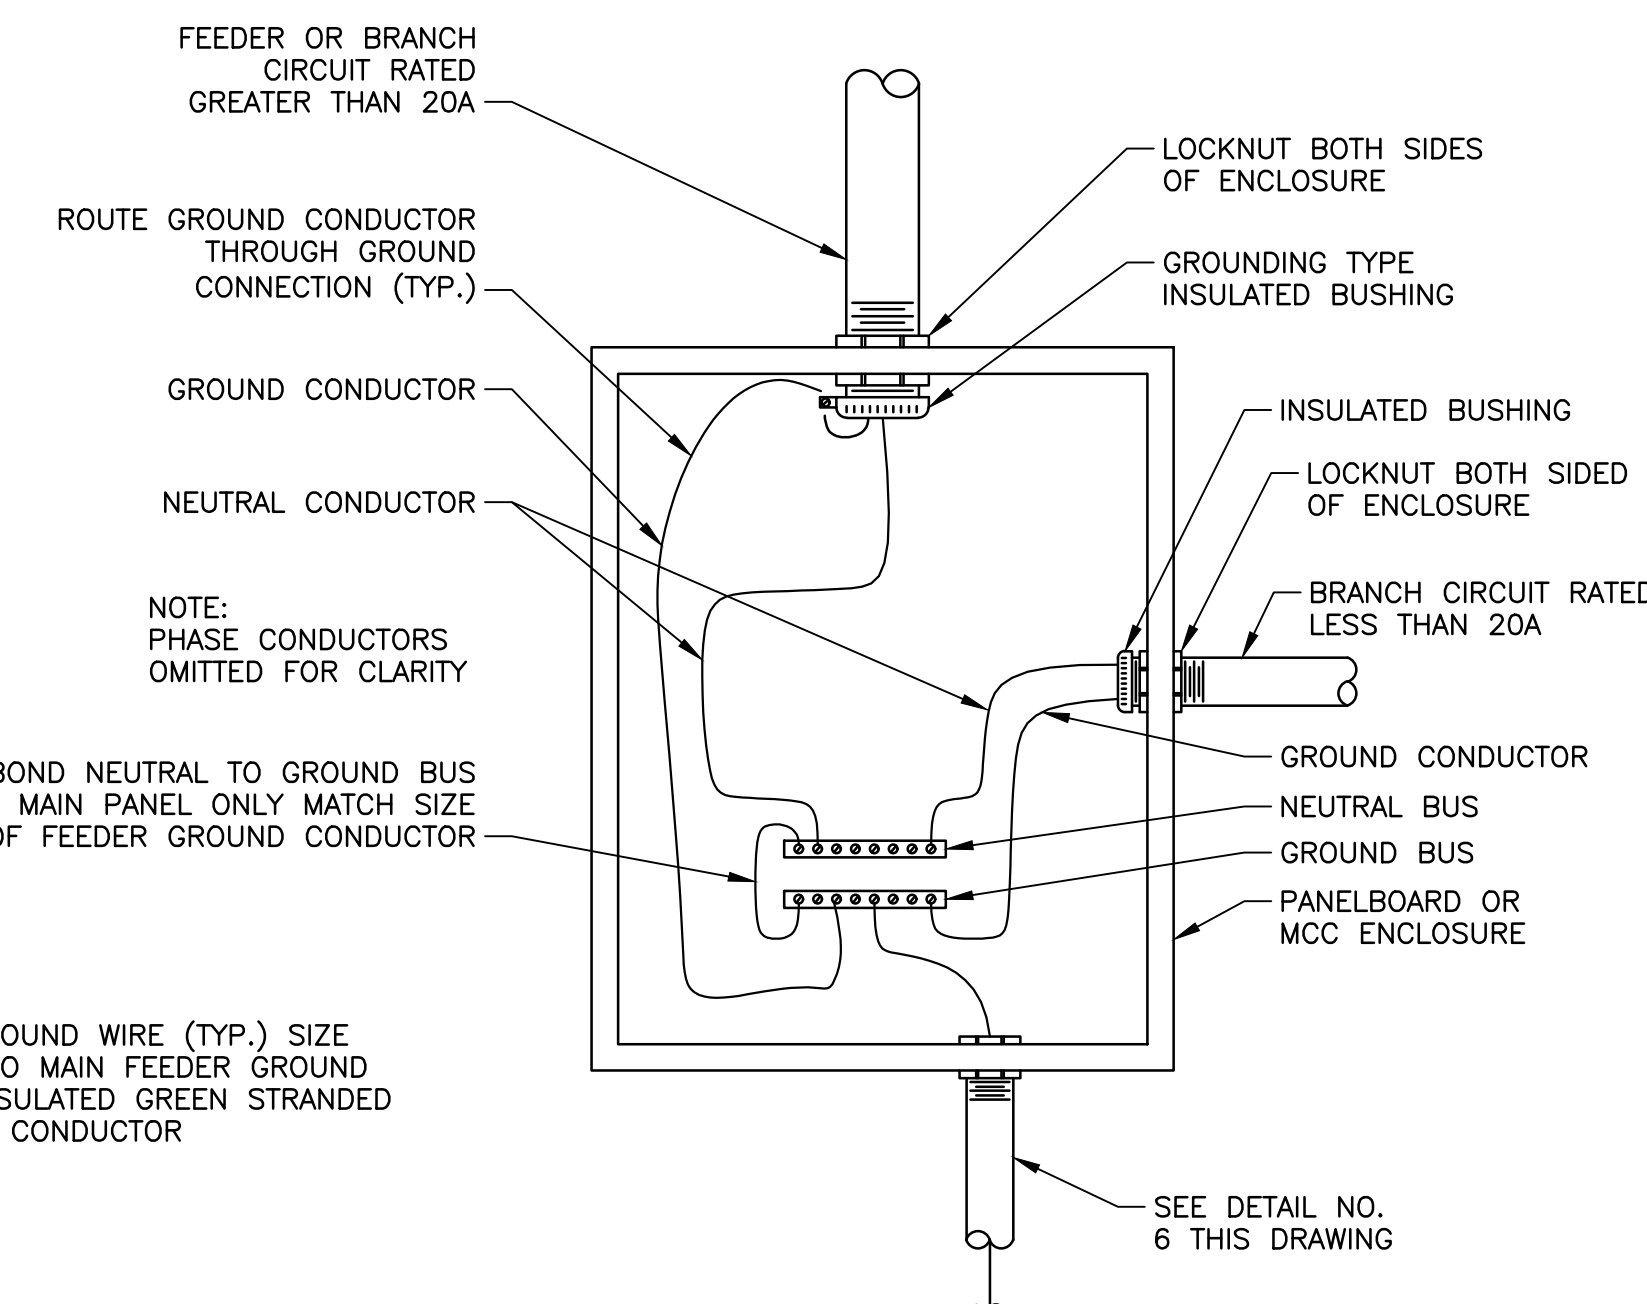 FEEDER OR BRANCH
CIRCUIT RATED
GREATER THAN 20A
ROUTE GROUND CONDUCTOR
THROUGH GROUND
CONNECTION (TYP.)
GROUND CONDUCTOR
NEUTRAL CONDUCTOR
NOTE:
PHASE CONDUCTORS
OMITTED FOR CLARITY
BOND NEUTRAL TO GROUND BUS
MAIN PANEL ONLY MATCH SIZE
OF FEEDER GROUND CONDUCTOR
OUND WIRE (TYP.) SIZE
O MAIN FEEDER GROUND
SULATED GREEN STRANDED
CONDUCTOR
LOCKNUT BOTH SIDES
OF ENCLOSURE
GROUNDING TYPE
INSULATED BUSHING
INSULATED BUSHING
LOCKNUT BOTH SIDED
OF ENCLOSURE
BRANCH CIRCUIT RATED
LESS THAN 20A
GROUND CONDUCTOR
NEUTRAL BUS
GROUND BUS
PANELBOARD OR
MCC ENCLOSURE
SEE DETAIL NO.
6 THIS DRAWING